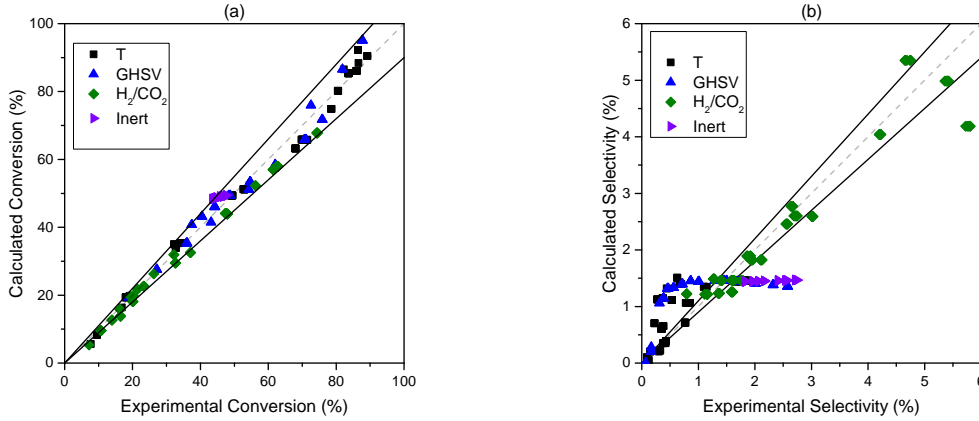 (a)
100
80
60
40
20
0
Calculated Conversion (%)
T
GHSV
H₂/CO₂
Inert
0 20 40 60 80 100
Experimental Conversion (%)
(b)
6
5
4
3
2
1
0
Calculated Selectivity (%)
T
GHSV
H₂/CO₂
Inert
0 1 2 3 4 5 6
Experimental Selectivity (%)